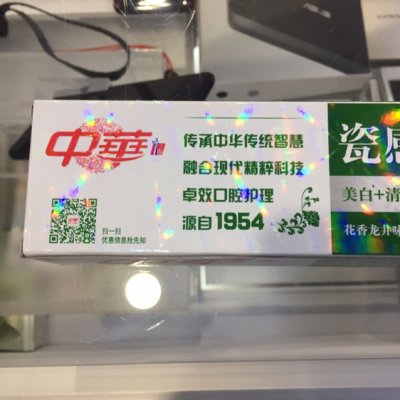 中華
传承中华传统智慧
融合现代精粹科技
卓效口腔护理
源自1954
扫一扫
优惠信息抢先知
瓷感
美白+清
花香龙井味